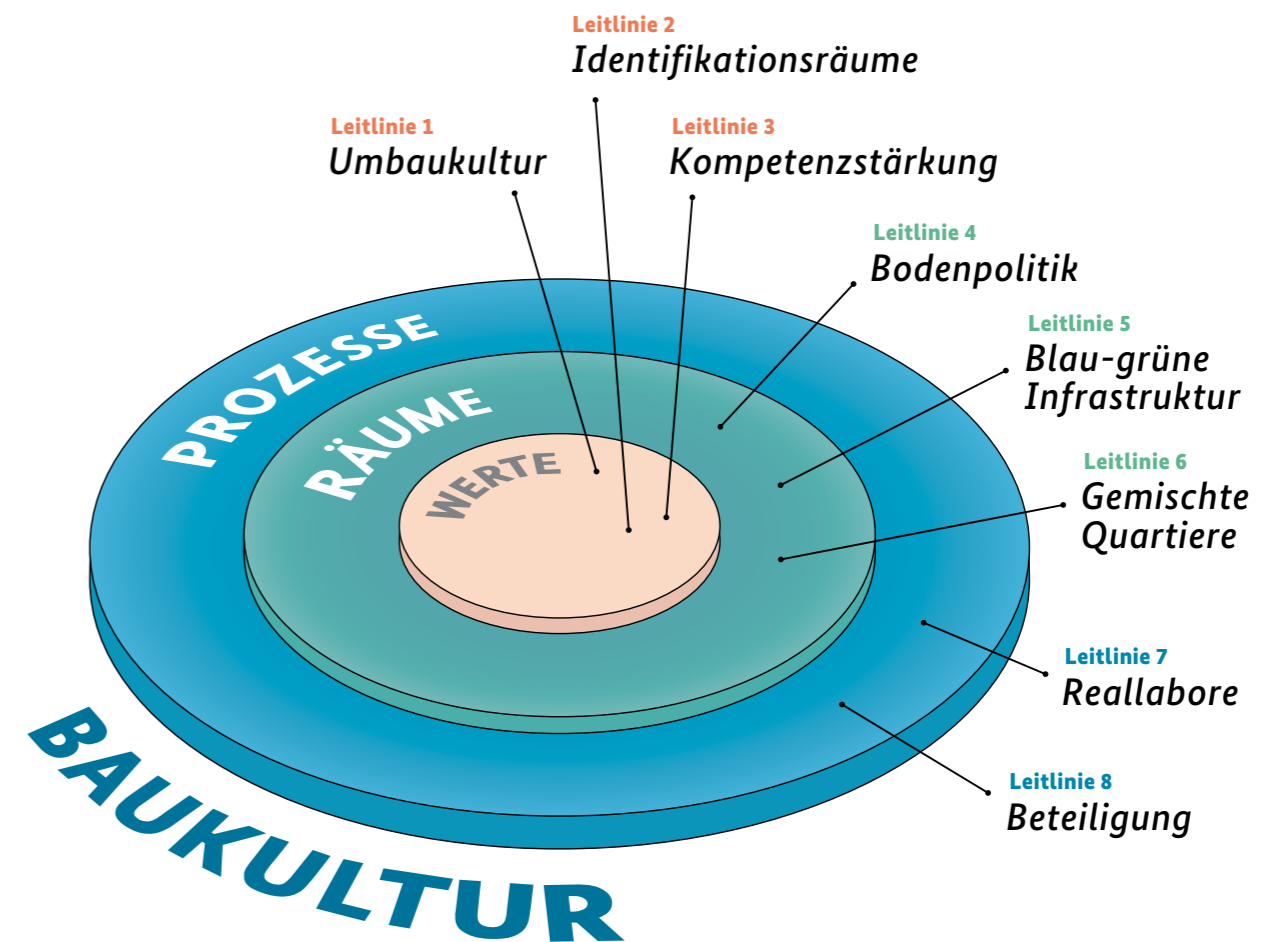 Leitlinie 2
Identifikationsräume
Leitlinie 1
Umbaukultur
Leitlinie 3
Kompetenzstärkung
Leitlinie 4
Bodenpolitik
Leitlinie 5
Blau-grüne
Infrastruktur
Leitlinie 6
Gemischte
Quartiere
Leitlinie 7
Reallabore
Leitlinie 8
Beteiligung
PROZESSE
RÄUME
WERTE
BAUKULTUR